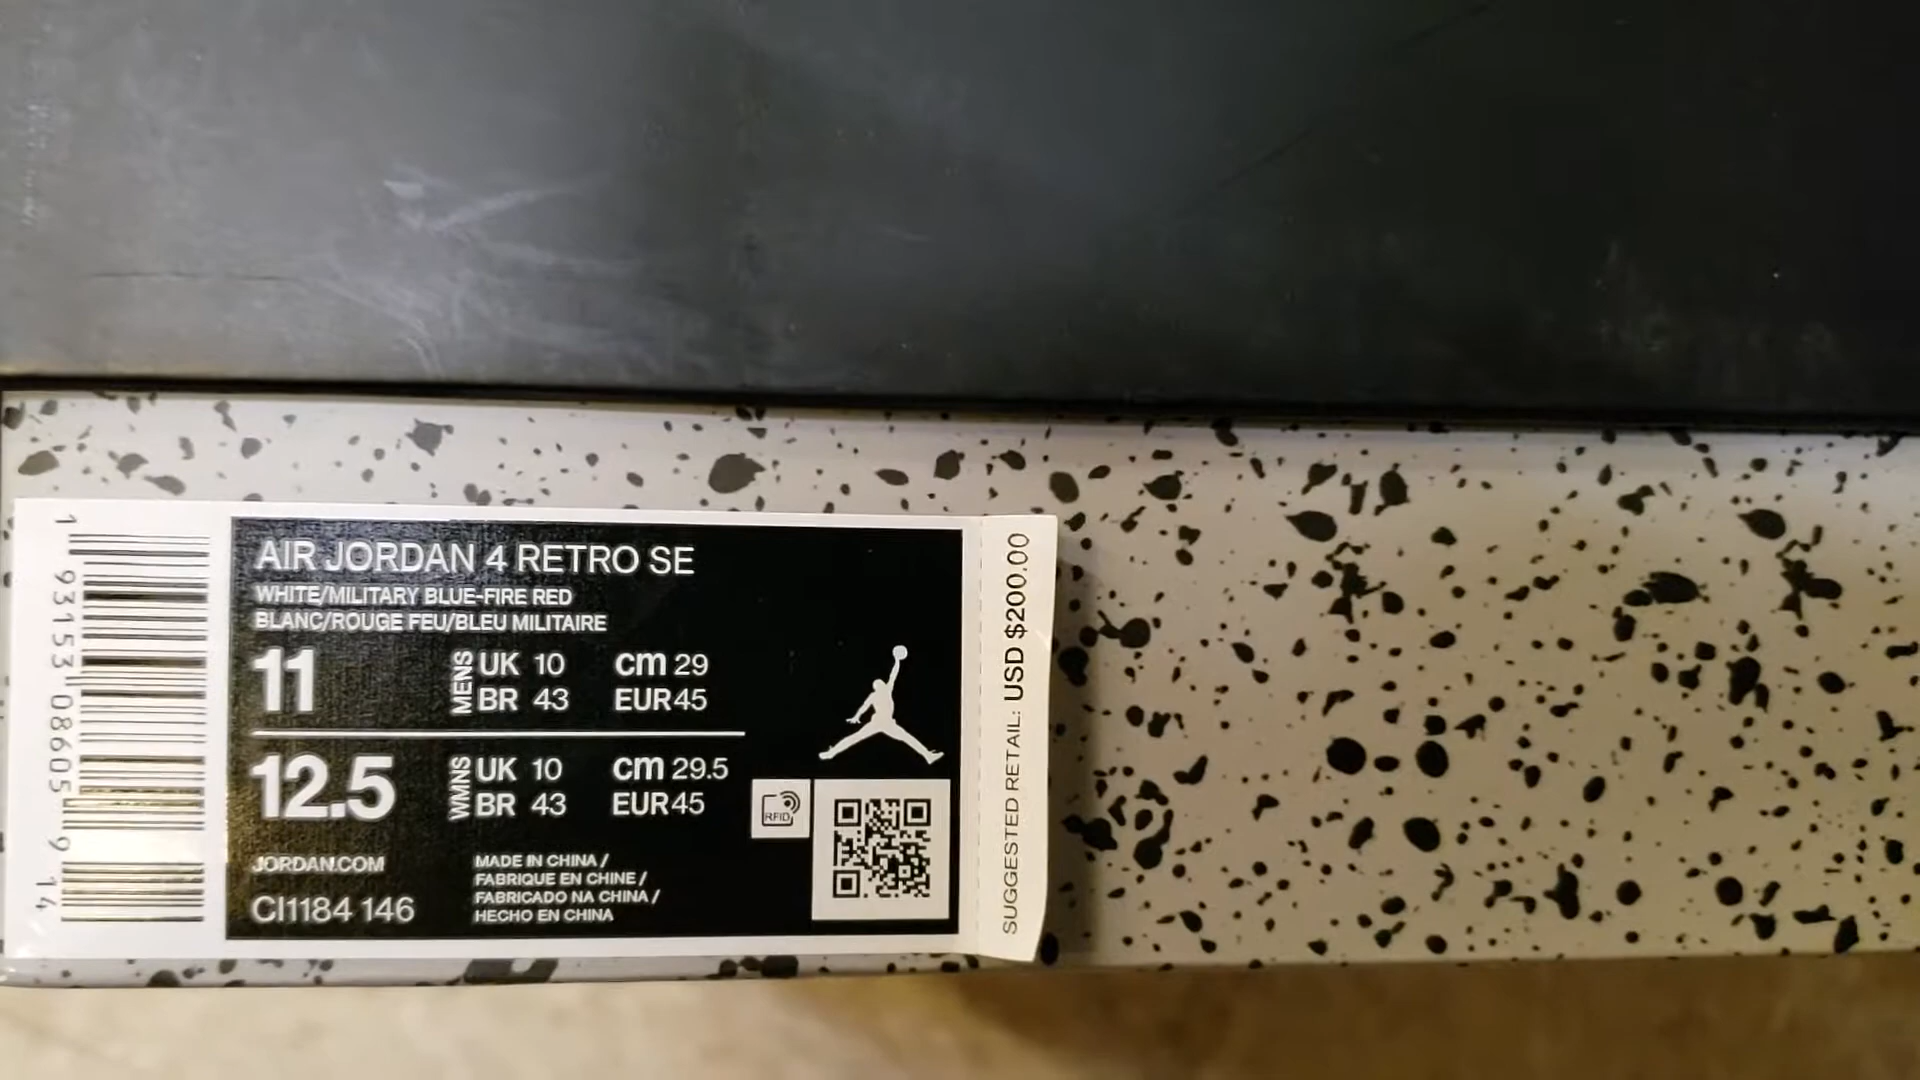 1 93153 08605 9 14
AIR JORDAN 4 RETRO SE
WHITE/MILITARY BLUE-FIRE RED
BLANC/ROUGE FEU/BLEU MILITAIRE
11 MENS UK 10 cm 29
BR 43 EUR 45
12.5 WMNS UK 10 cm 29.5
BR 43 EUR 45
RFID
JORDAN.COM
CI1184 146
MADE IN CHINA /
FABRIQUE EN CHINE /
FABRICADO NA CHINA /
HECHO EN CHINA
SUGGESTED RETAIL: USD $200.00